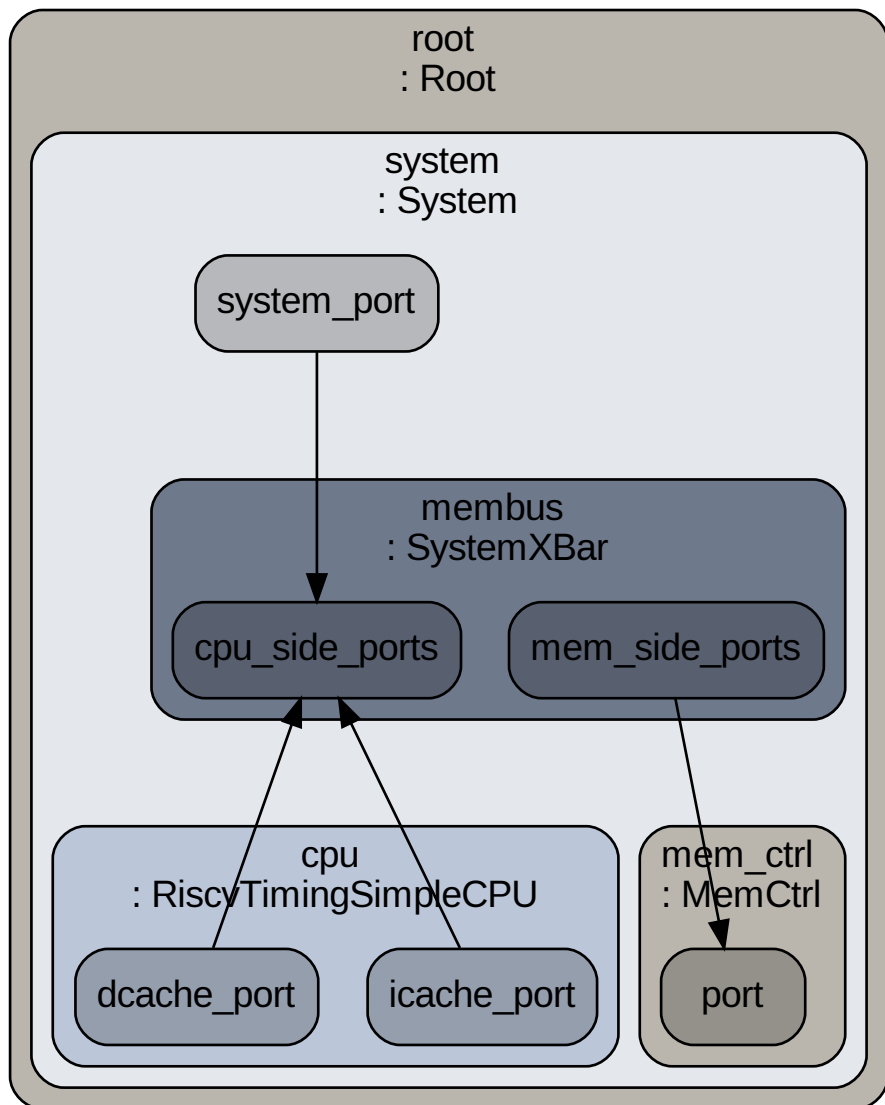 root
: Root
system
: System
system_port
membus
: SystemXBar
cpu_side_ports
mem_side_ports
cpu
: RiscvTimingSimpleCPU
dcache_port
icache_port
mem_ctrl
: MemCtrl
port